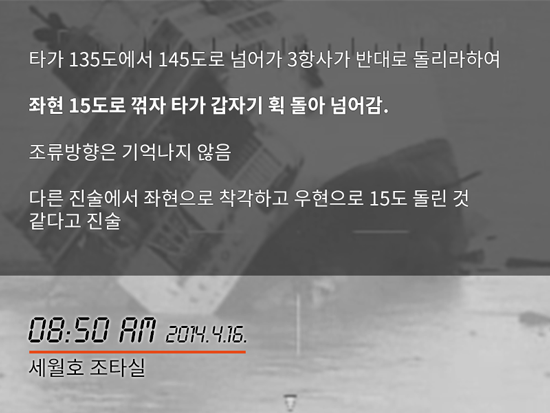 타가 135도에서 145도로 넘어가 3항사가 반대로 돌리라하여
좌현 15도로 꺾자 타가 갑자기 획 돌아 넘어감.
조류방향은 기억나지 않음
다른 진술에서 좌현으로 착각하고 우현으로 15도 돌린 것
같다고 진술
08:50 AM 2014.4.16.
세월호 조타실